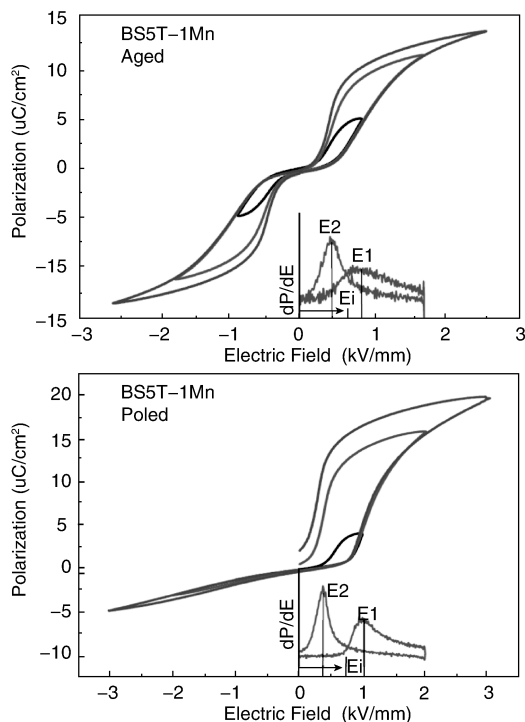 15
BS5T−1Mn
Aged
10
5
0
−5
−15
−15
Polarization (uC/cm²)
E2
E1
Ei
dP/dE
−3
−2
−1
0
1
2
3
Electric Field (kV/mm)
20
BS5T−1Mn
Poled
15
10
5
0
−5
−10
Polarization (uC/cm²)
E2
E1
Ei
dP/dE
−3
−2
−1
0
1
2
3
Electric Field (kV/mm)